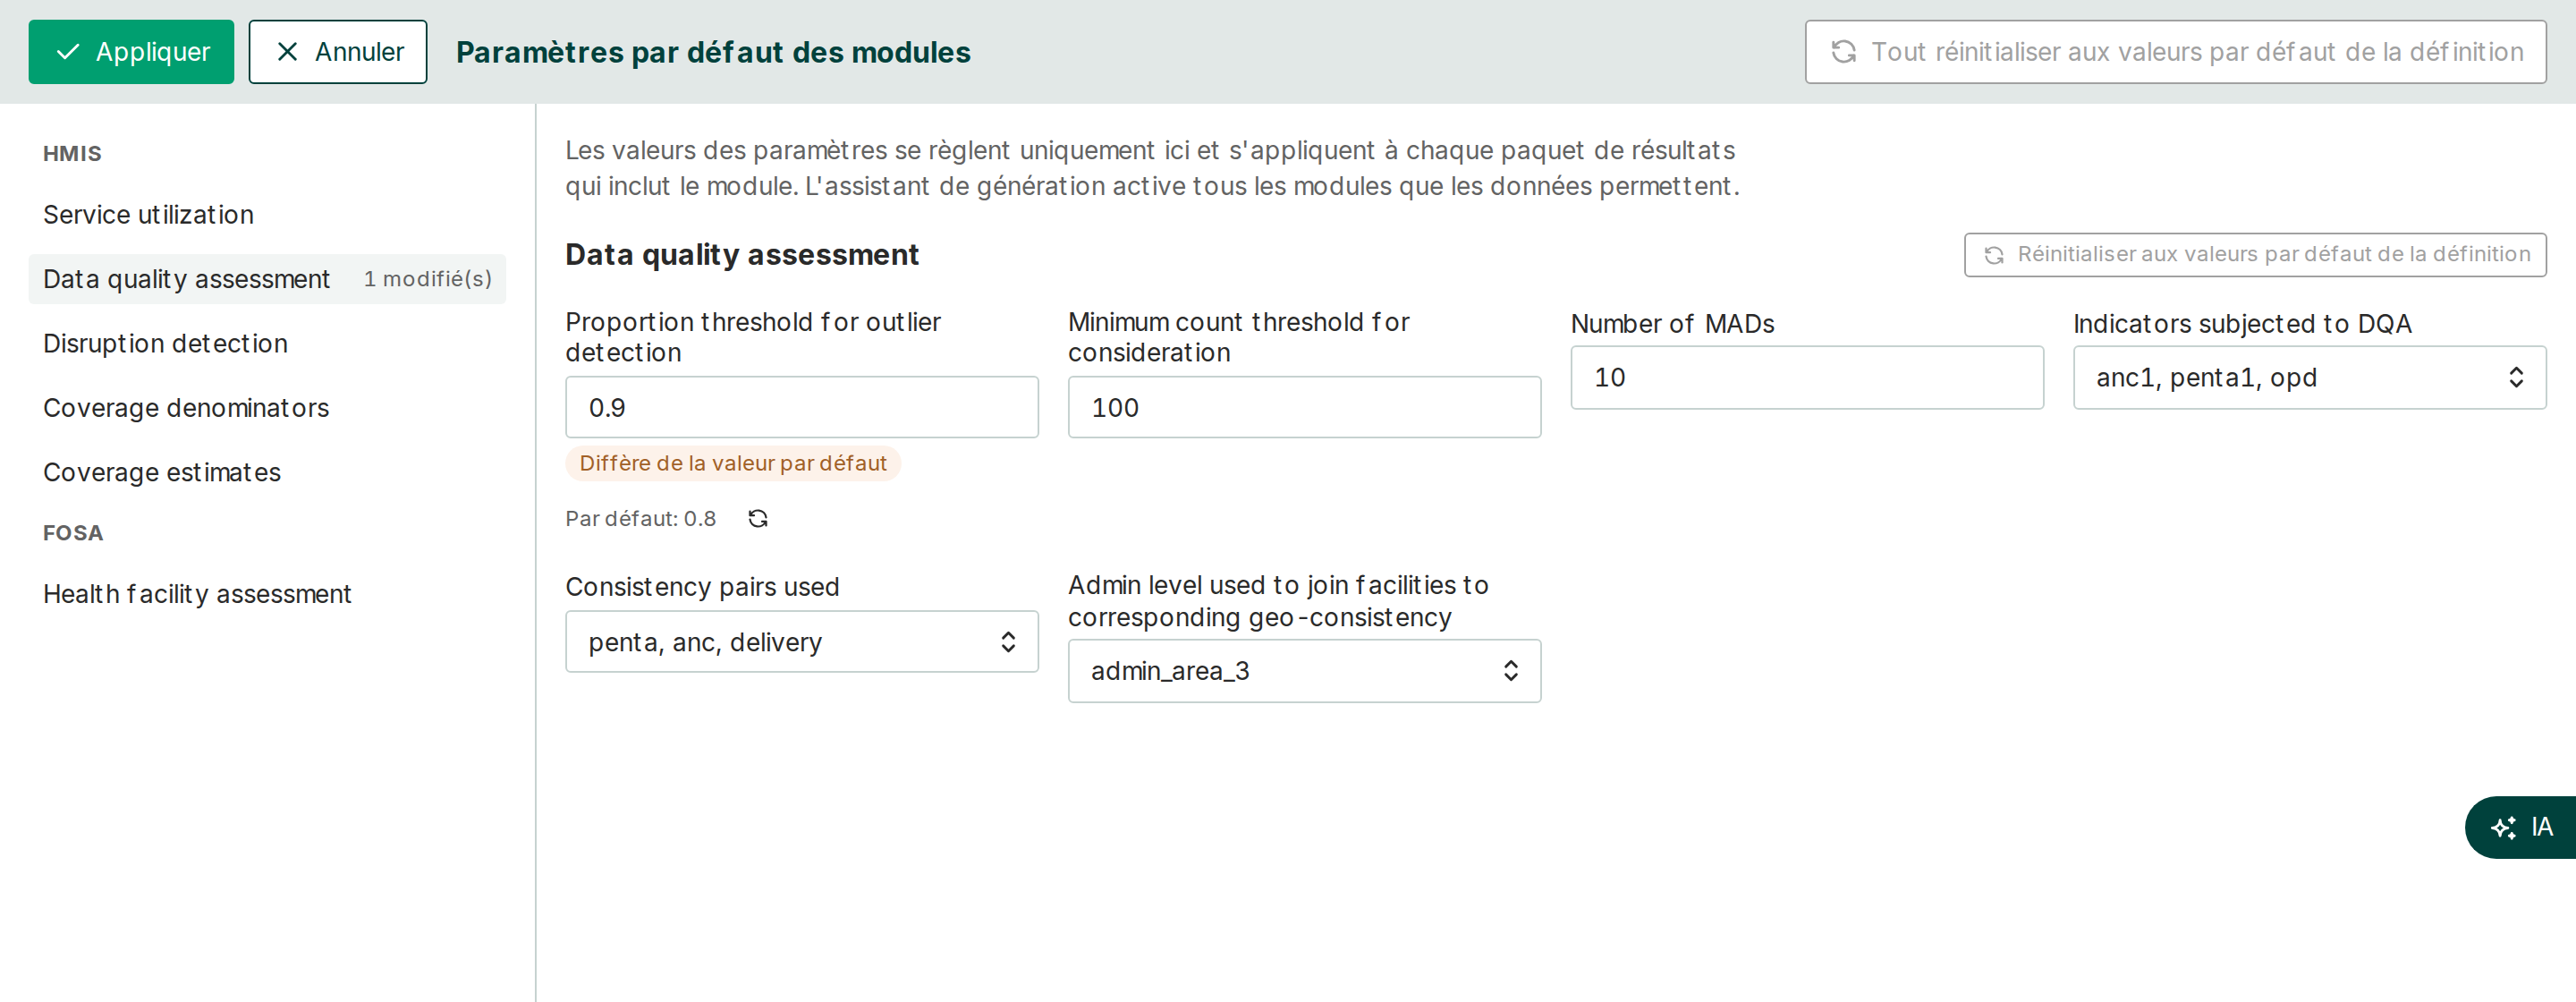 Appliquer
Annuler
Paramètres par défaut des modules
Tout réinitialiser aux valeurs par défaut de la définition
HMIS
Service utilization
Data quality assessment
1 modifié(s)
Disruption detection
Coverage denominators
Coverage estimates
FOSA
Health facility assessment
Les valeurs des paramètres se règlent uniquement ici et s'appliquent à chaque paquet de résultats
qui inclut le module. L'assistant de génération active tous les modules que les données permettent.
Data quality assessment
Réinitialiser aux valeurs par défaut de la définition
Proportion threshold for outlier
detection
0.9
Diffère de la valeur par défaut
Par défaut: 0.8
Minimum count threshold for
consideration
100
Number of MADs
10
Indicators subjected to DQA
anc1, penta1, opd
Consistency pairs used
penta, anc, delivery
Admin level used to join facilities to
corresponding geo-consistency
admin_area_3
IA